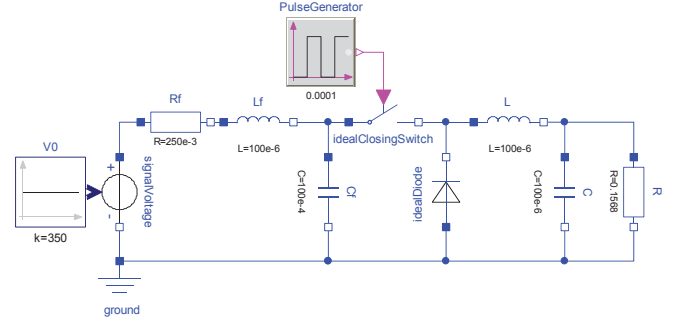 PulseGenerator
0.0001
Rf
R=250e-3
Lf
L=100e-6
idealClosingSwitch
L
L=100e-6
V0
k=350
+
-
signalVoltage
C=100e-4
Cf
idealDiode
C=100e-6
C
R=0.1568
R
ground